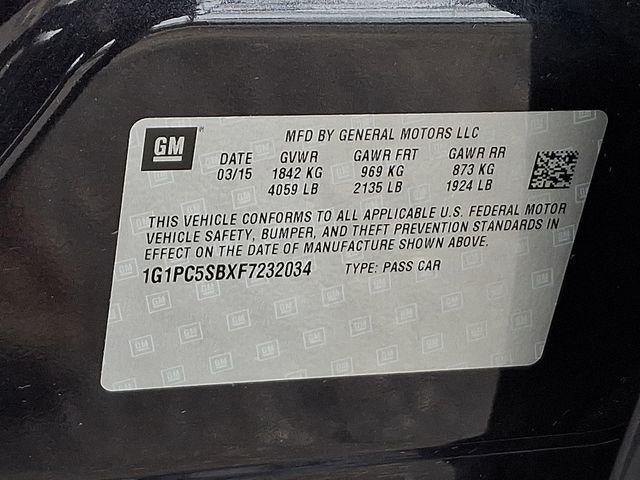 GM
MFD BY GENERAL MOTORS LLC
DATE GVWR GAWR FRT GAWR RR
03/15 1842 KG 969 KG 873 KG
4059 LB 2135 LB 1924 LB
THIS VEHICLE CONFORMS TO ALL APPLICABLE U.S. FEDERAL MOTOR
VEHICLE SAFETY, BUMPER, AND THEFT PREVENTION STANDARDS IN
EFFECT ON THE DATE OF MANUFACTURE SHOWN ABOVE.
1G1PC5SBXF7232034 TYPE: PASS CAR